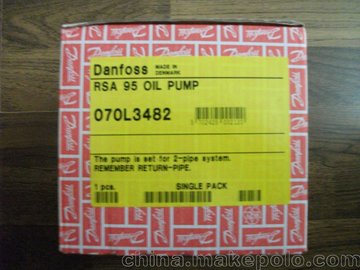 Danfoss MADE IN DENMARK
RSA 95 OIL PUMP
070L3482
The pump is set for 2-pipe system.
REMEMBER RETURN-PIPE.
1 pcs. SINGLE PACK
china.makepolo.com